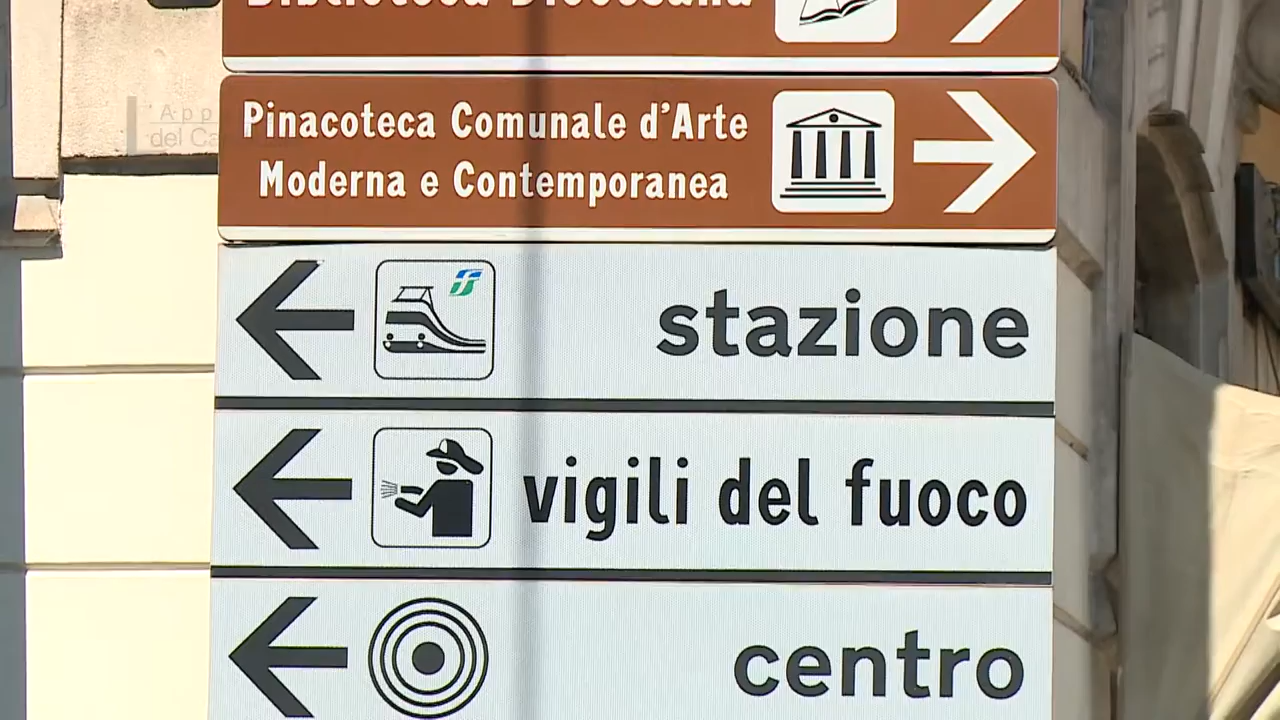 Biblioteca Diocesana
Pinacoteca Comunale d'Arte
Moderna e Contemporanea
stazione
vigili del fuoco
centro